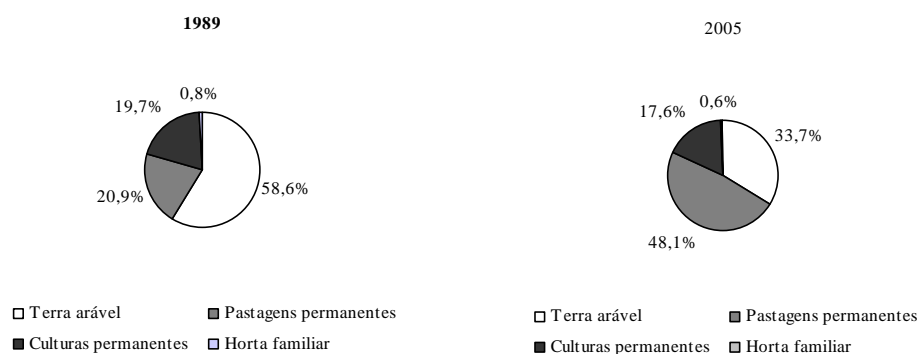 1989
19,7%
0,8%
20,9%
58,6%
Terra arável
Pastagens permanentes
Culturas permanentes
Horta familiar
2005
17,6%
0,6%
33,7%
48,1%
Terra arável
Pastagens permanentes
Culturas permanentes
Horta familiar